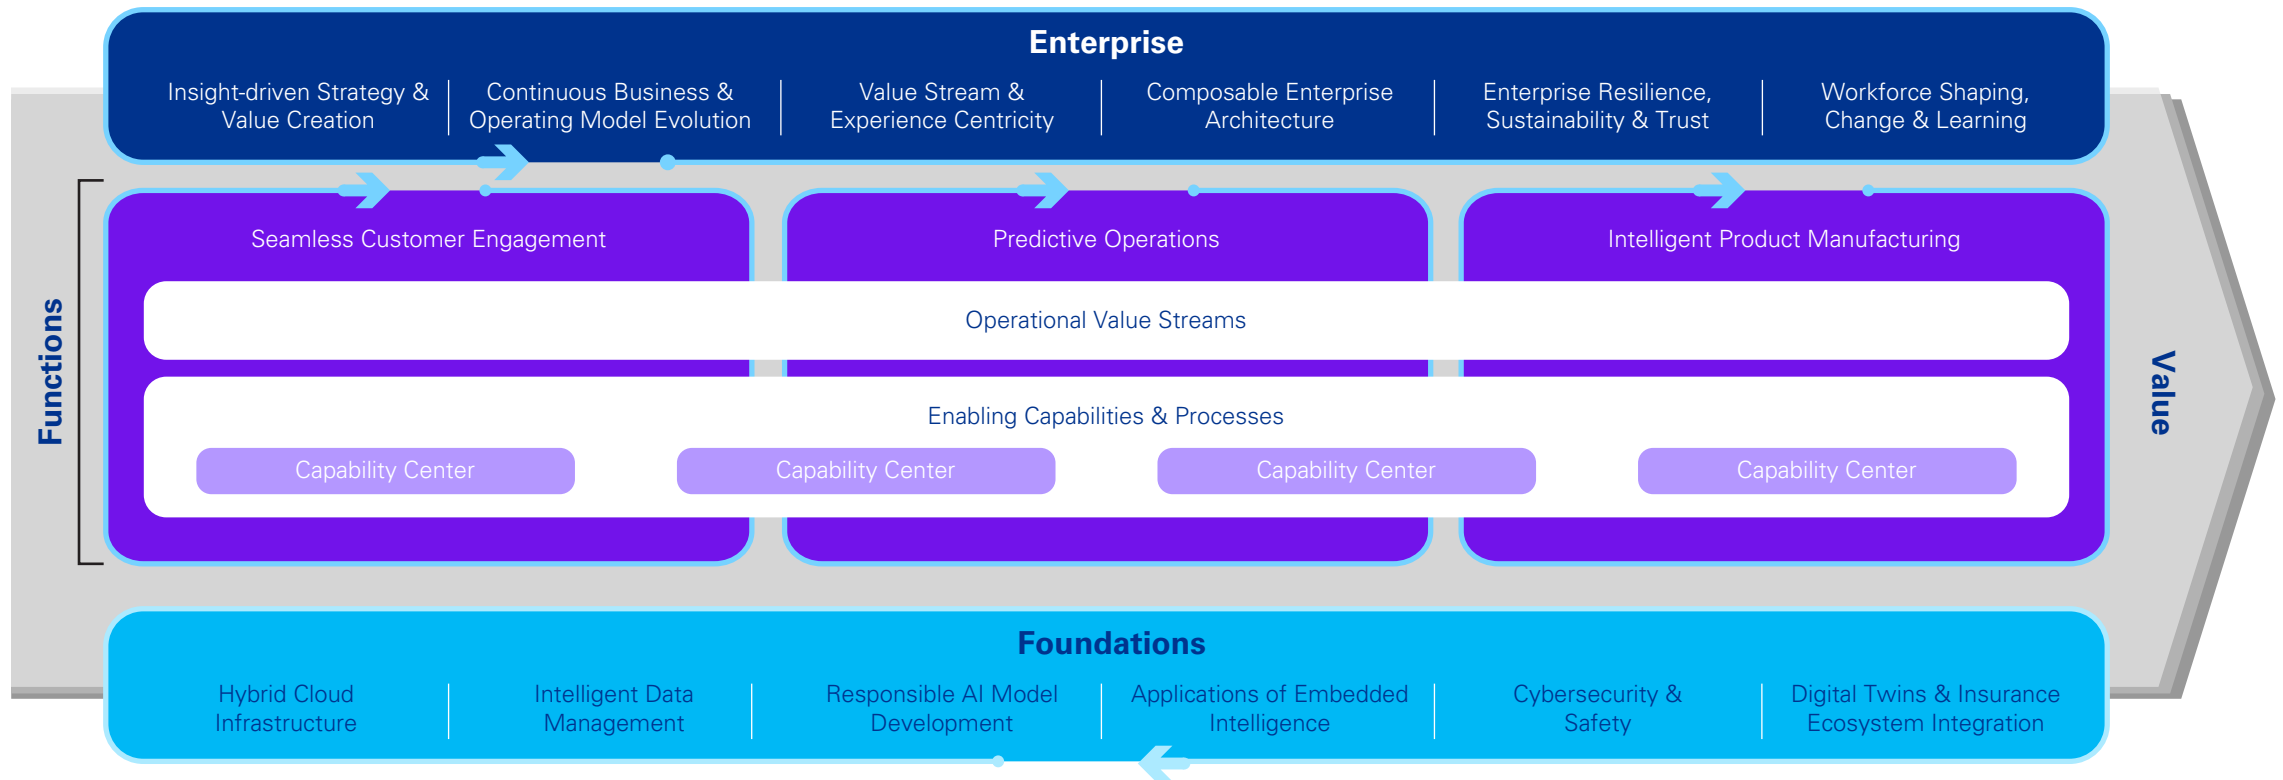 Enterprise
Insight-driven Strategy &
Value Creation
Continuous Business &
Operating Model Evolution
Value Stream &
Experience Centricity
Composable Enterprise
Architecture
Enterprise Resilience,
Sustainability & Trust
Workforce Shaping,
Change & Learning
Functions
Seamless Customer Engagement
Predictive Operations
Intelligent Product Manufacturing
Operational Value Streams
Enabling Capabilities & Processes
Capability Center
Capability Center
Capability Center
Capability Center
Value
Foundations
Hybrid Cloud
Infrastructure
Intelligent Data
Management
Responsible AI Model
Development
Applications of Embedded
Intelligence
Cybersecurity &
Safety
Digital Twins & Insurance
Ecosystem Integration